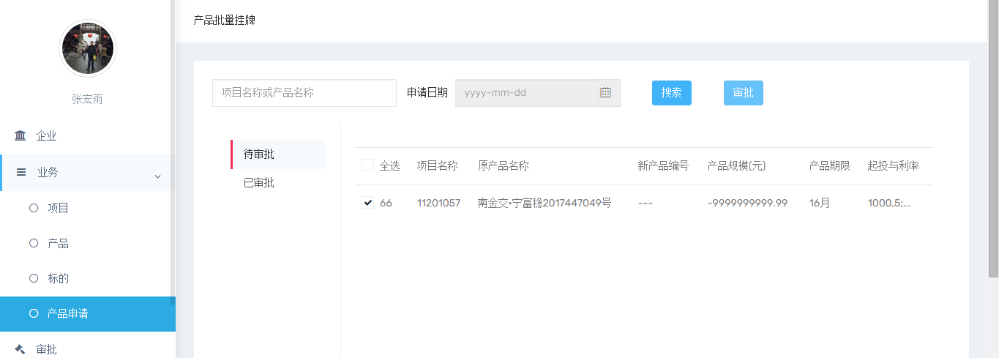 产品批量挂牌
张宏雨
企业
业务
项目
产品
标的
产品申请
审批
项目名称或产品名称 申请日期 yyyy-mm-dd 搜索 审批
待审批
已审批
全选 项目名称 原产品名称 新产品编号 产品规模(元) 产品期限 起投与利率
66 11201057 南金交•宁富稳2017447049号 --- -9999999999.99 16月 1000,5;...